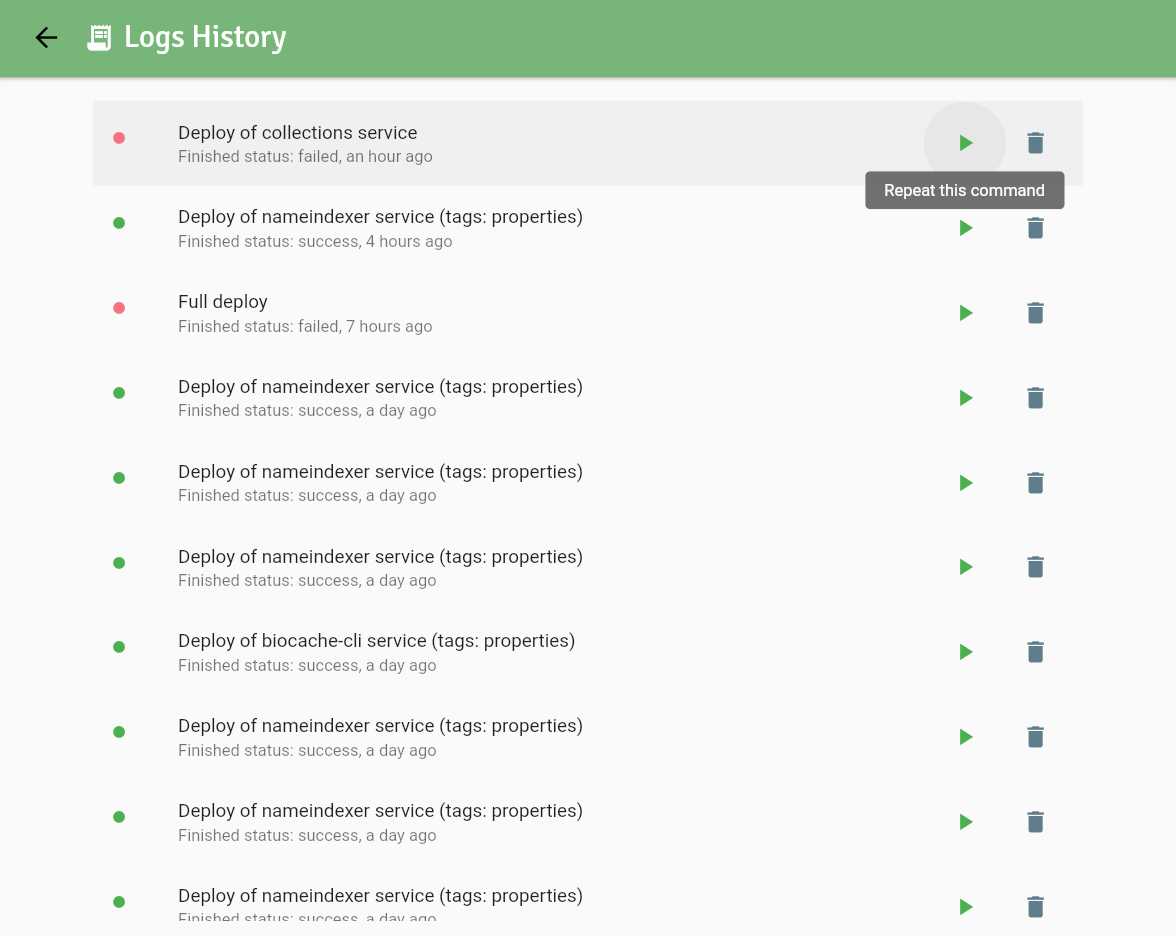 Logs History
Deploy of collections service
Finished status: failed, an hour ago
Repeat this command
Deploy of nameindexer service (tags: properties)
Finished status: success, 4 hours ago
Full deploy
Finished status: failed, 7 hours ago
Deploy of nameindexer service (tags: properties)
Finished status: success, a day ago
Deploy of nameindexer service (tags: properties)
Finished status: success, a day ago
Deploy of nameindexer service (tags: properties)
Finished status: success, a day ago
Deploy of biocache-cli service (tags: properties)
Finished status: success, a day ago
Deploy of nameindexer service (tags: properties)
Finished status: success, a day ago
Deploy of nameindexer service (tags: properties)
Finished status: success, a day ago
Deploy of nameindexer service (tags: properties)
Finished status: success, a day ago